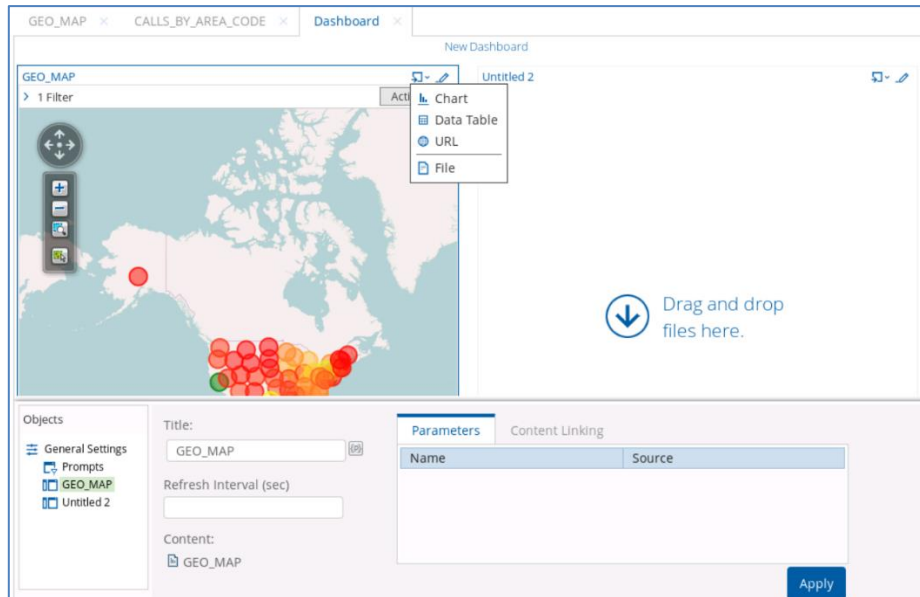 GEO_MAP CALLS_BY_AREA_CODE Dashboard
New Dashboard
GEO_MAP
1 Filter
Acti
Chart
Data Table
URL
File
Untitled 2
Drag and drop
files here.
Objects
General Settings
Prompts
GEO_MAP
Untitled 2
Title:
GEO_MAP
Refresh Interval (sec)
Content:
GEO_MAP
Parameters Content Linking
Name Source
Apply